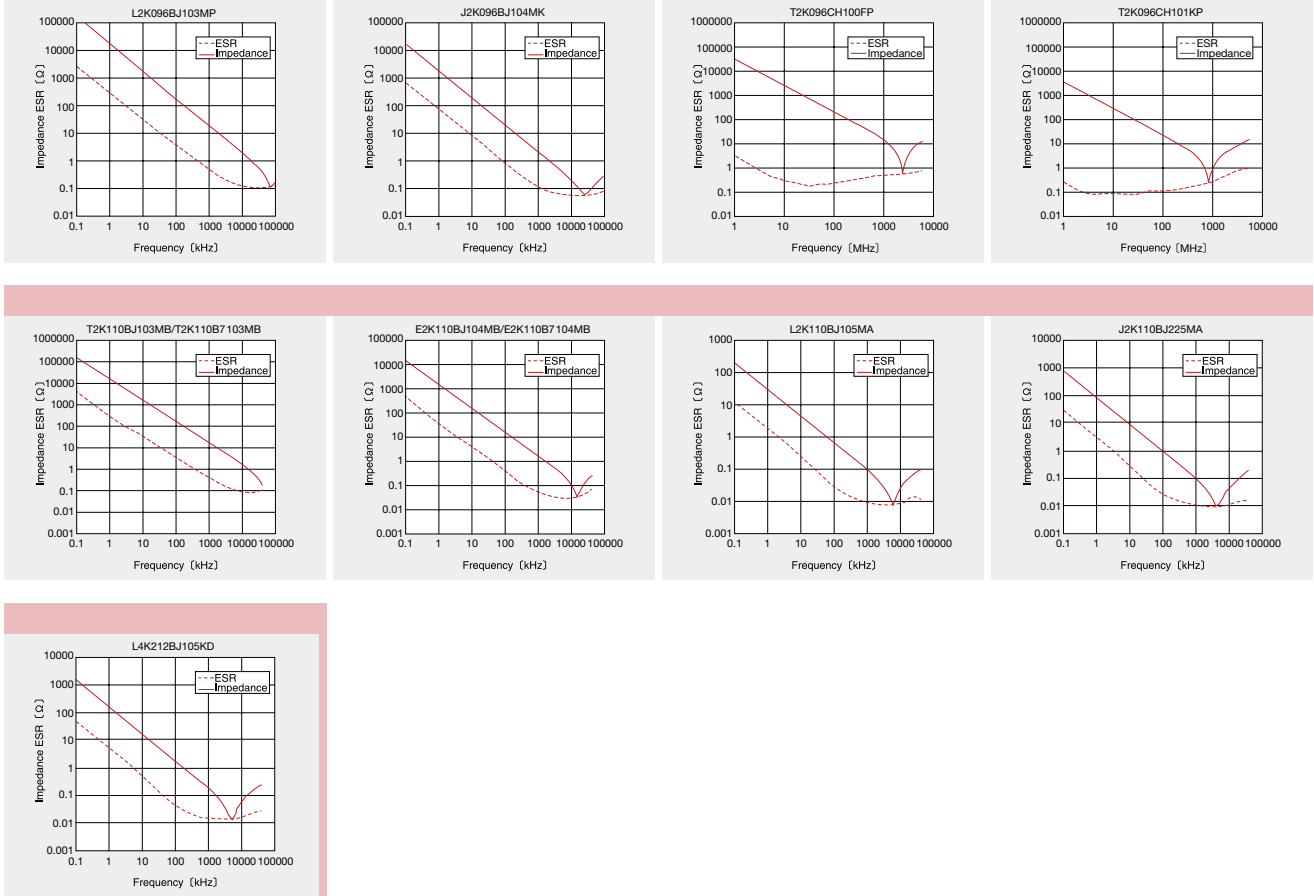 L2K096BJ103MP
100000
10000
1000
100
10
1
0.1
0.01
Impedance ESR [Ω]
ESR
Impedance
0.1 1 10 100 1000 10000 100000
Frequency [kHz]
J2K096BJ104MK
100000
10000
1000
100
10
1
0.1
0.01
Impedance ESR [Ω]
ESR
Impedance
0.1 1 10 100 1000 10000 100000
Frequency [kHz]
T2K096CH100FP
1000000
100000
10000
1000
100
10
1
0.1
0.01
Impedance ESR [Ω]
ESR
Impedance
1 10 100 1000 10000
Frequency [MHz]
T2K096CH101KP
1000000
100000
10000
1000
100
10
1
0.1
0.01
Impedance ESR [Ω]
ESR
Impedance
1 10 100 1000 10000
Frequency [MHz]
T2K110BJ103MB/T2K110B7103MB
1000000
100000
10000
1000
100
10
1
0.1
0.01
0.001
Impedance ESR [Ω]
ESR
Impedance
0.1 1 10 100 1000 10000 100000
Frequency [kHz]
E2K110BJ104MB/E2K110B7104MB
100000
10000
1000
100
10
1
0.1
0.01
0.001
Impedance ESR [Ω]
ESR
Impedance
0.1 1 10 100 1000 10000 100000
Frequency [kHz]
L2K110BJ105MA
1000
100
10
1
0.1
0.01
0.001
Impedance ESR [Ω]
ESR
Impedance
0.1 1 10 100 1000 10000 100000
Frequency [kHz]
J2K110BJ225MA
10000
1000
100
10
1
0.1
0.01
0.001
Impedance ESR [Ω]
ESR
Impedance
0.1 1 10 100 1000 10000 100000
Frequency [kHz]
L4K212BJ105KD
10000
1000
100
10
1
0.1
0.01
0.001
Impedance ESR [Ω]
ESR
Impedance
0.1 1 10 100 1000 10000 100000
Frequency [kHz]